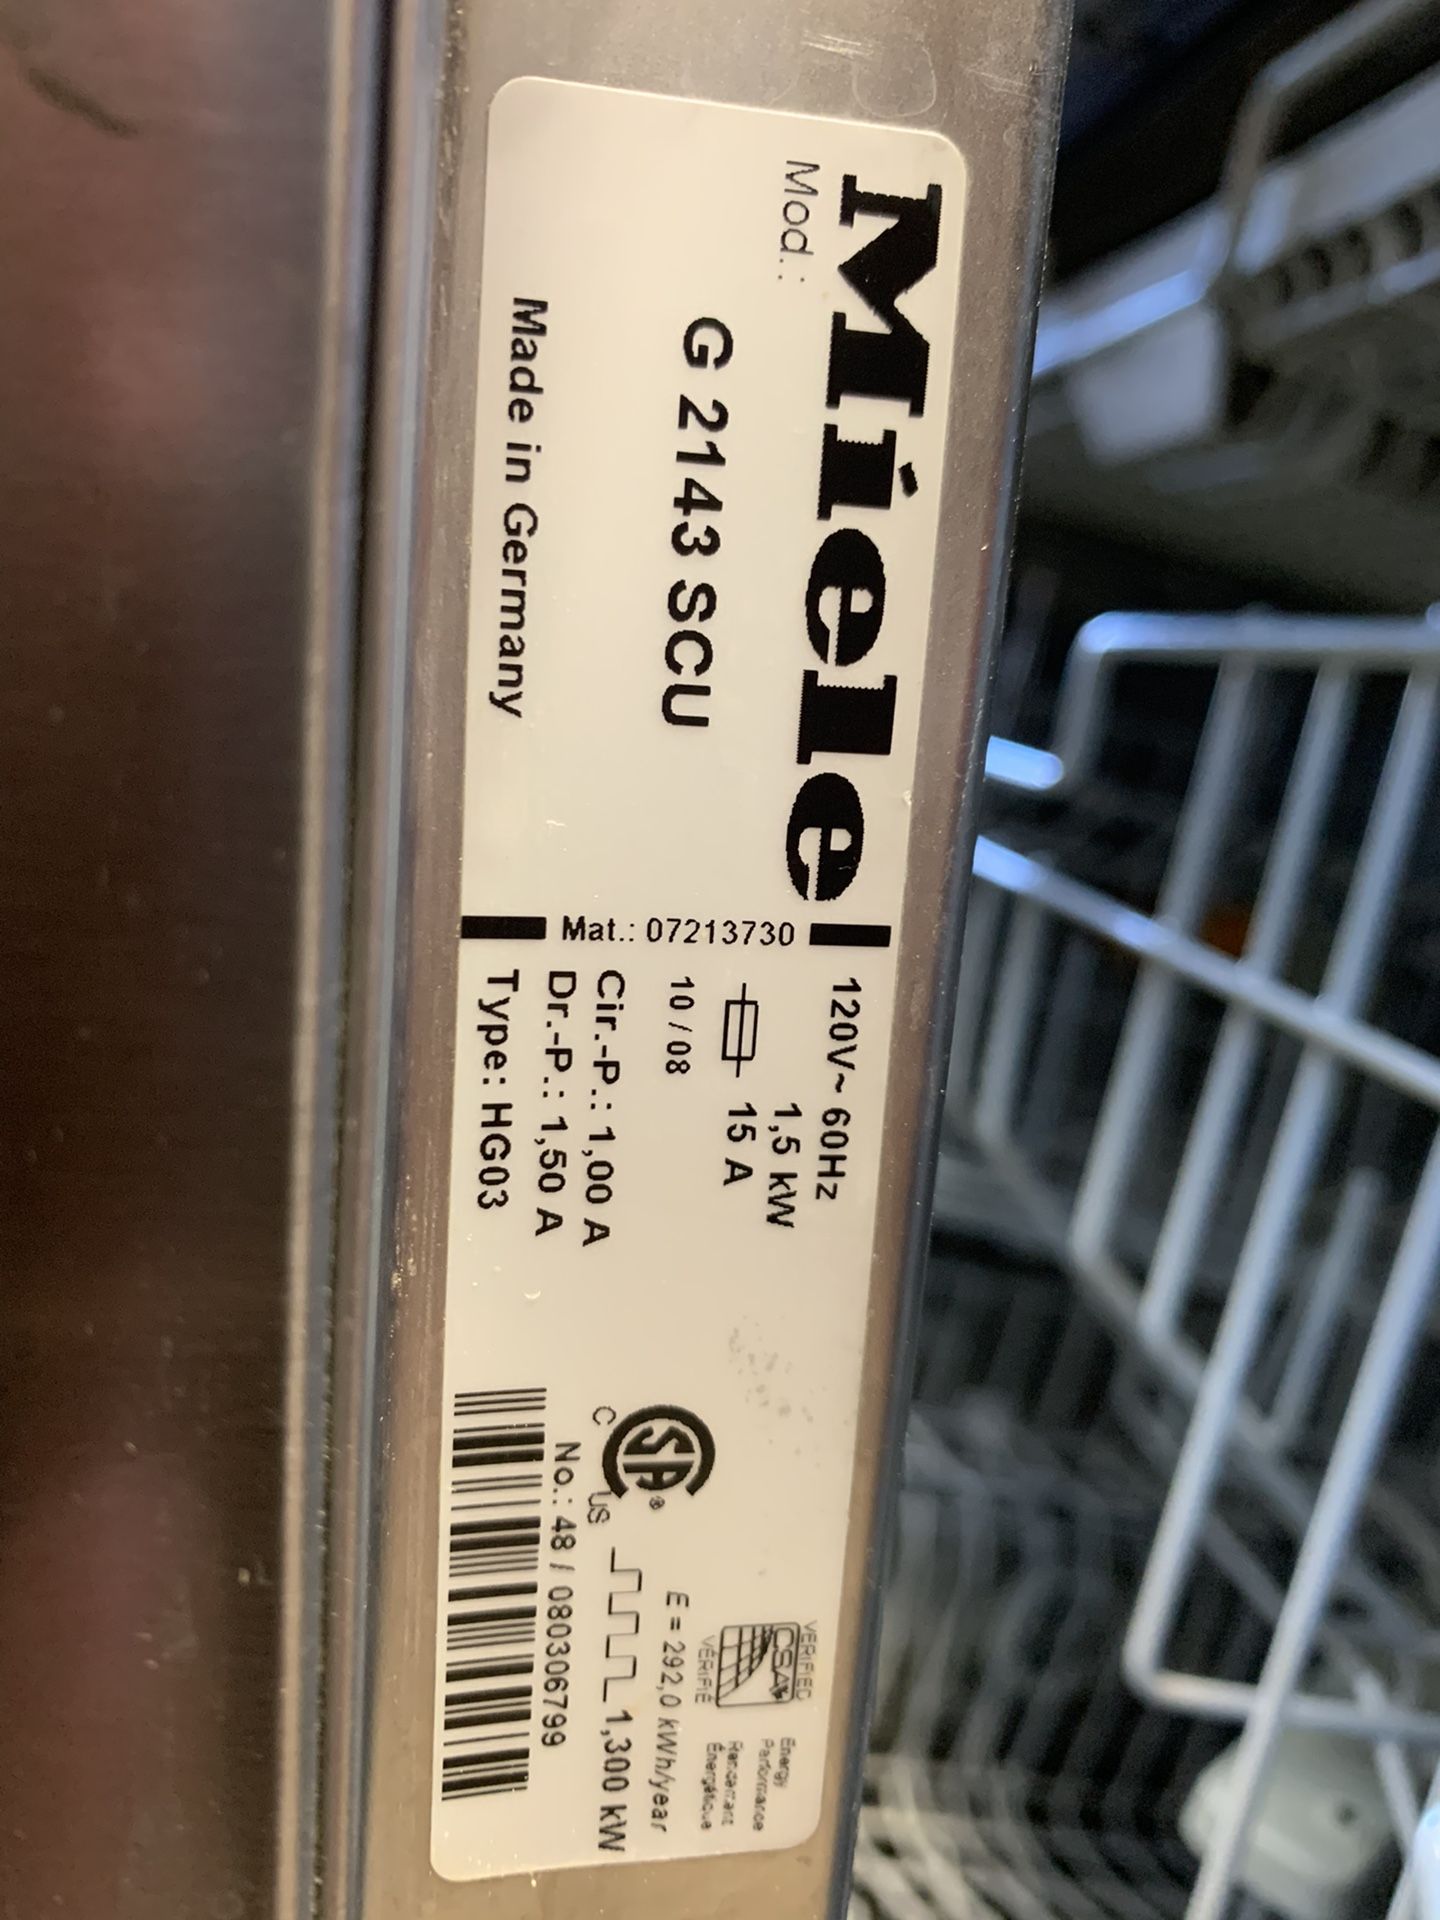 Miele
Mod.:
G 2143 SCU
Made in Germany
Mat.: 07213730
120V~ 60Hz
1,5 kW
15 A
10 / 08
Cir.-P.: 1,00 A
Dr.-P.: 1,50 A
Type: HG03
VERIFIED
CSA
VÉRIFIÉ
Energy
Performance
Rendement
Énergétique
E = 292,0 kWh/year
SA®
C US
1,300 kW
No.: 48 / 080306799